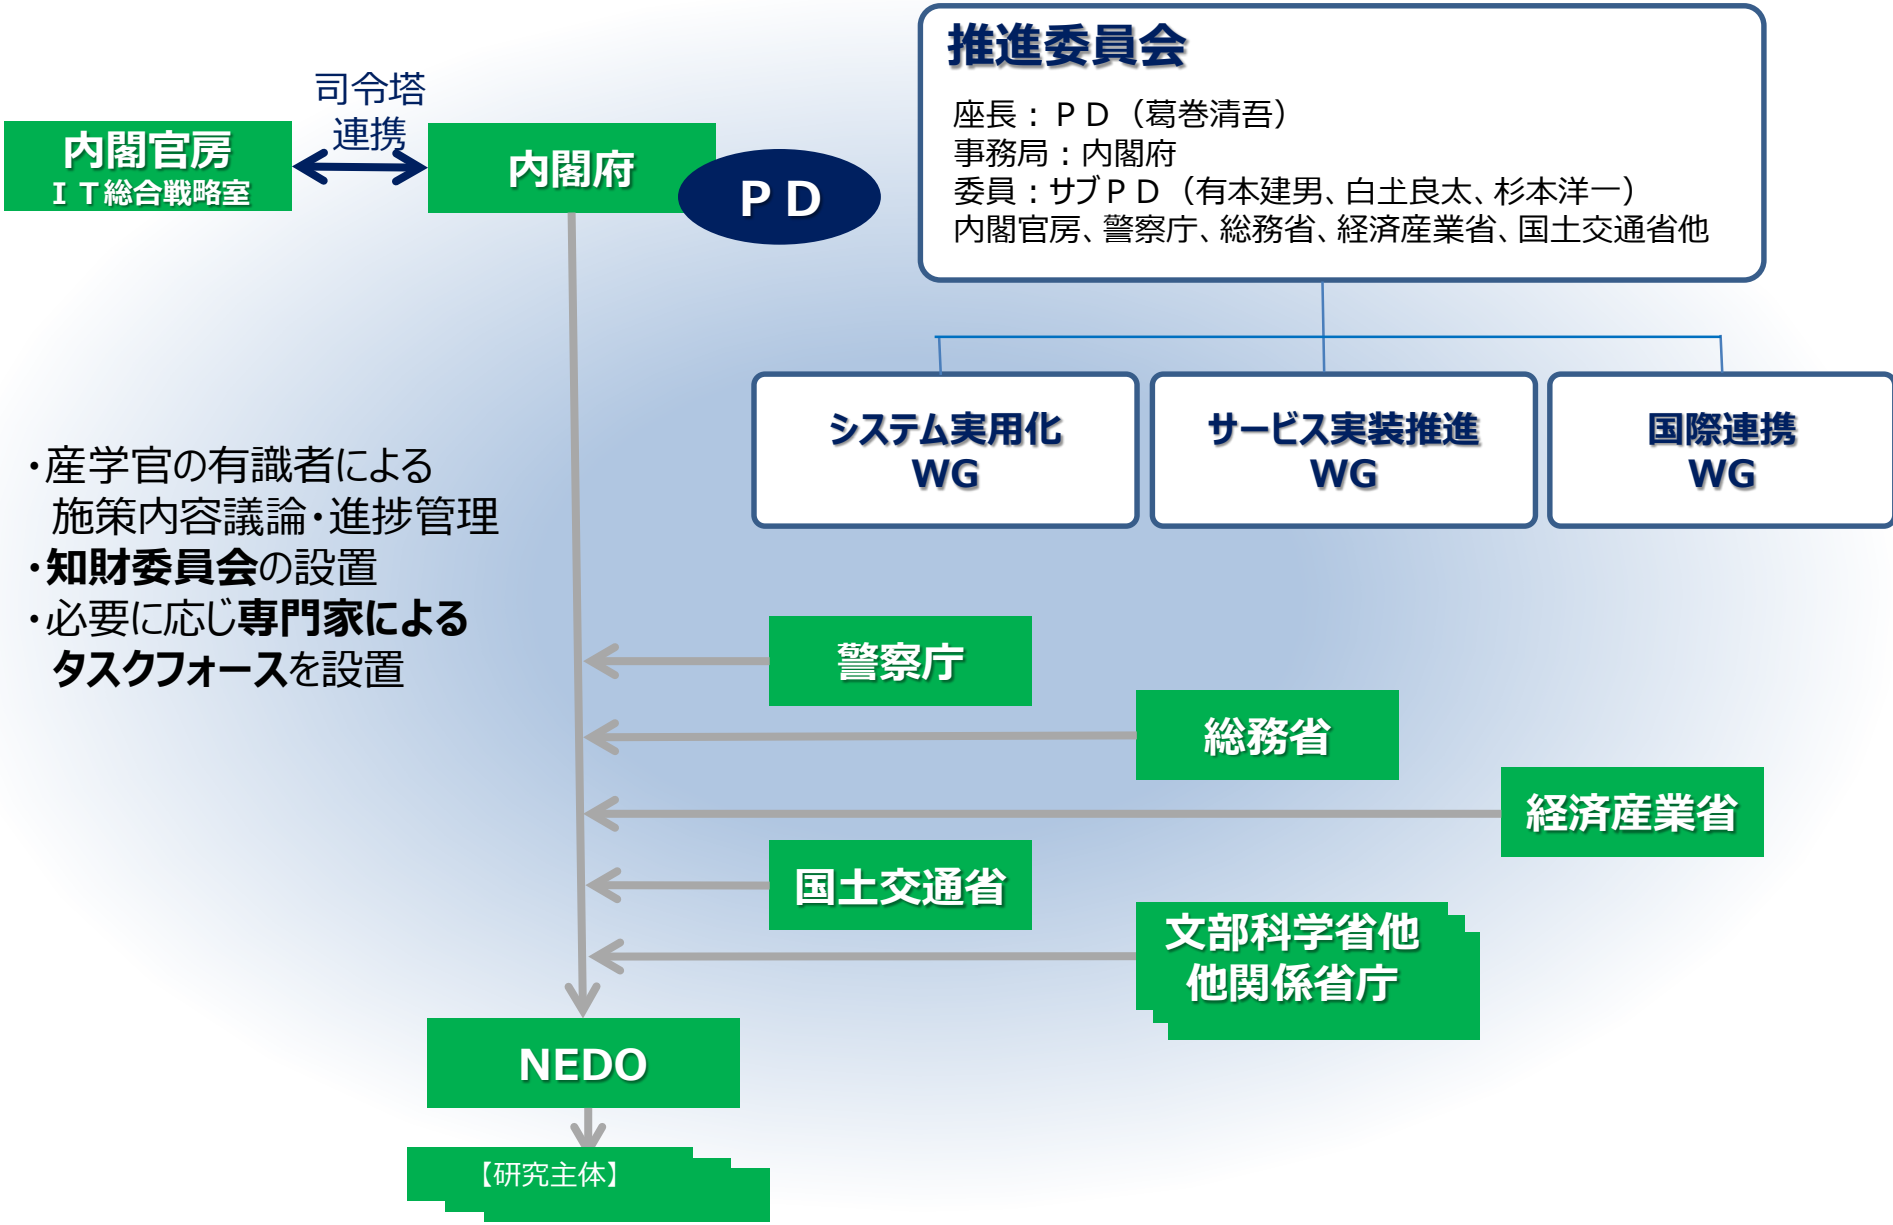 推進委員会
座長：ＰＤ（葛巻清吾）
事務局：内閣府
委員：サブＰＤ（有本建男、白土良太、杉本洋一）
内閣官房、警察庁、総務省、経済産業省、国土交通省他
司令塔
連携
内閣官房
ＩＴ総合戦略室
内閣府
ＰＤ
システム実用化
WG
サービス実装推進
WG
国際連携
WG
・産学官の有識者による
施策内容議論・進捗管理
・知財委員会の設置
・必要に応じ専門家による
タスクフォースを設置
警察庁
総務省
経済産業省
国土交通省
文部科学省他
他関係省庁
NEDO
【研究主体】